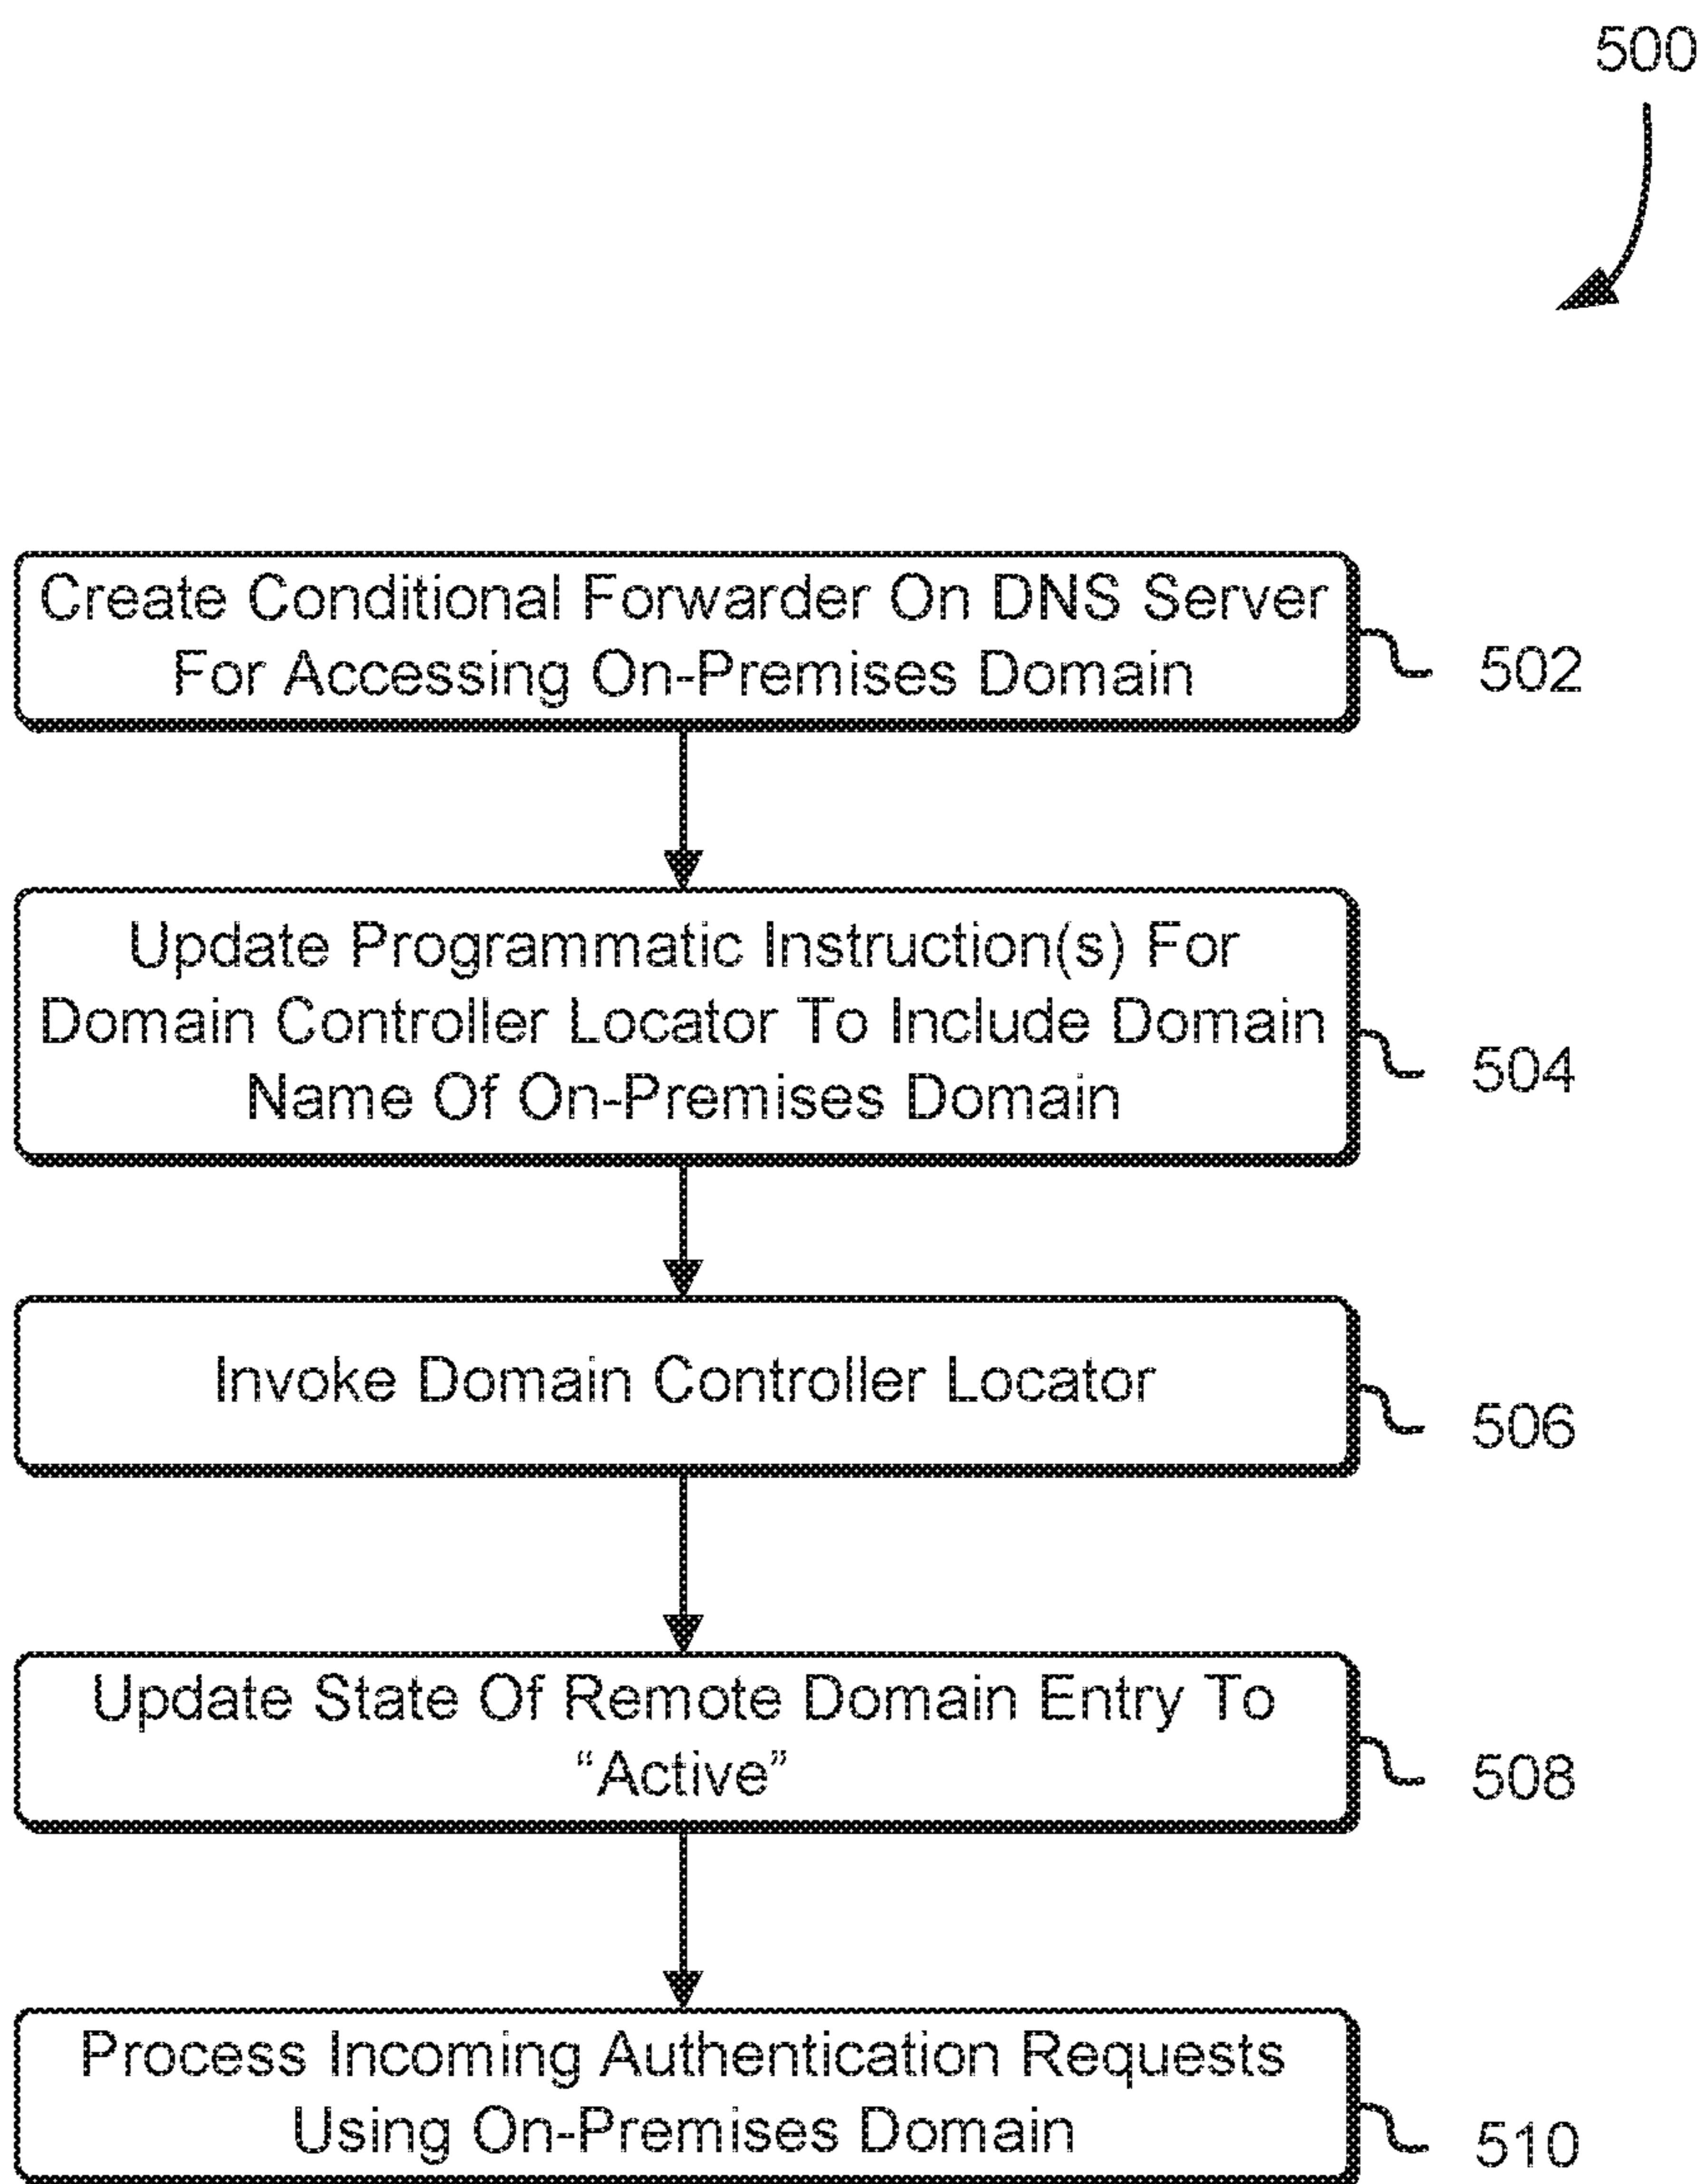 500
Create Conditional Forwarder On DNS Server
For Accessing On-Premises Domain
502
Update Programmatic Instruction(s) For
Domain Controller Locator To Include Domain
Name Of On-Premises Domain
504
Invoke Domain Controller Locator
506
Update State Of Remote Domain Entry To
“Active”
508
Process Incoming Authentication Requests
Using On-Premises Domain
510